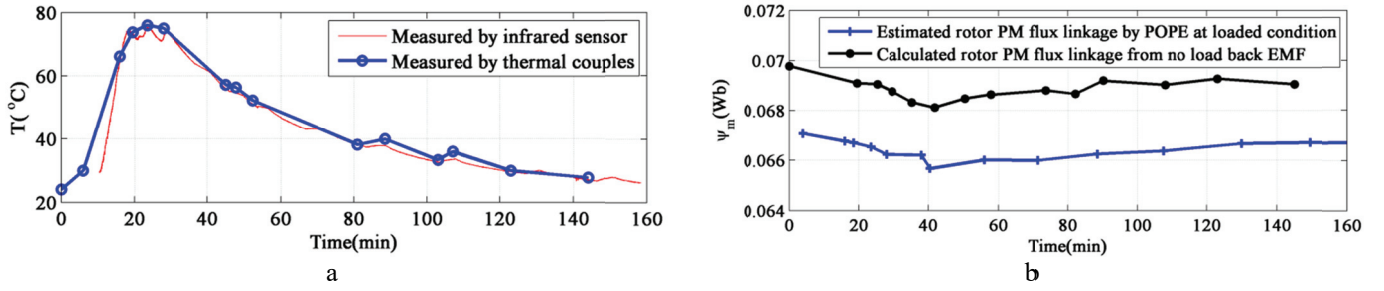 80
60
40
20
T( °C)
Measured by infrared sensor
Measured by thermal couples
0 20 40 60 80 100 120 140 160
Time(min)
a
0.072
0.07
0.068
0.066
0.064
ψm(Wb)
Estimated rotor PM flux linkage by POPE at loaded condition
Calculated rotor PM flux linkage from no load back EMF
0 20 40 60 80 100 120 140 160
Time(min)
b